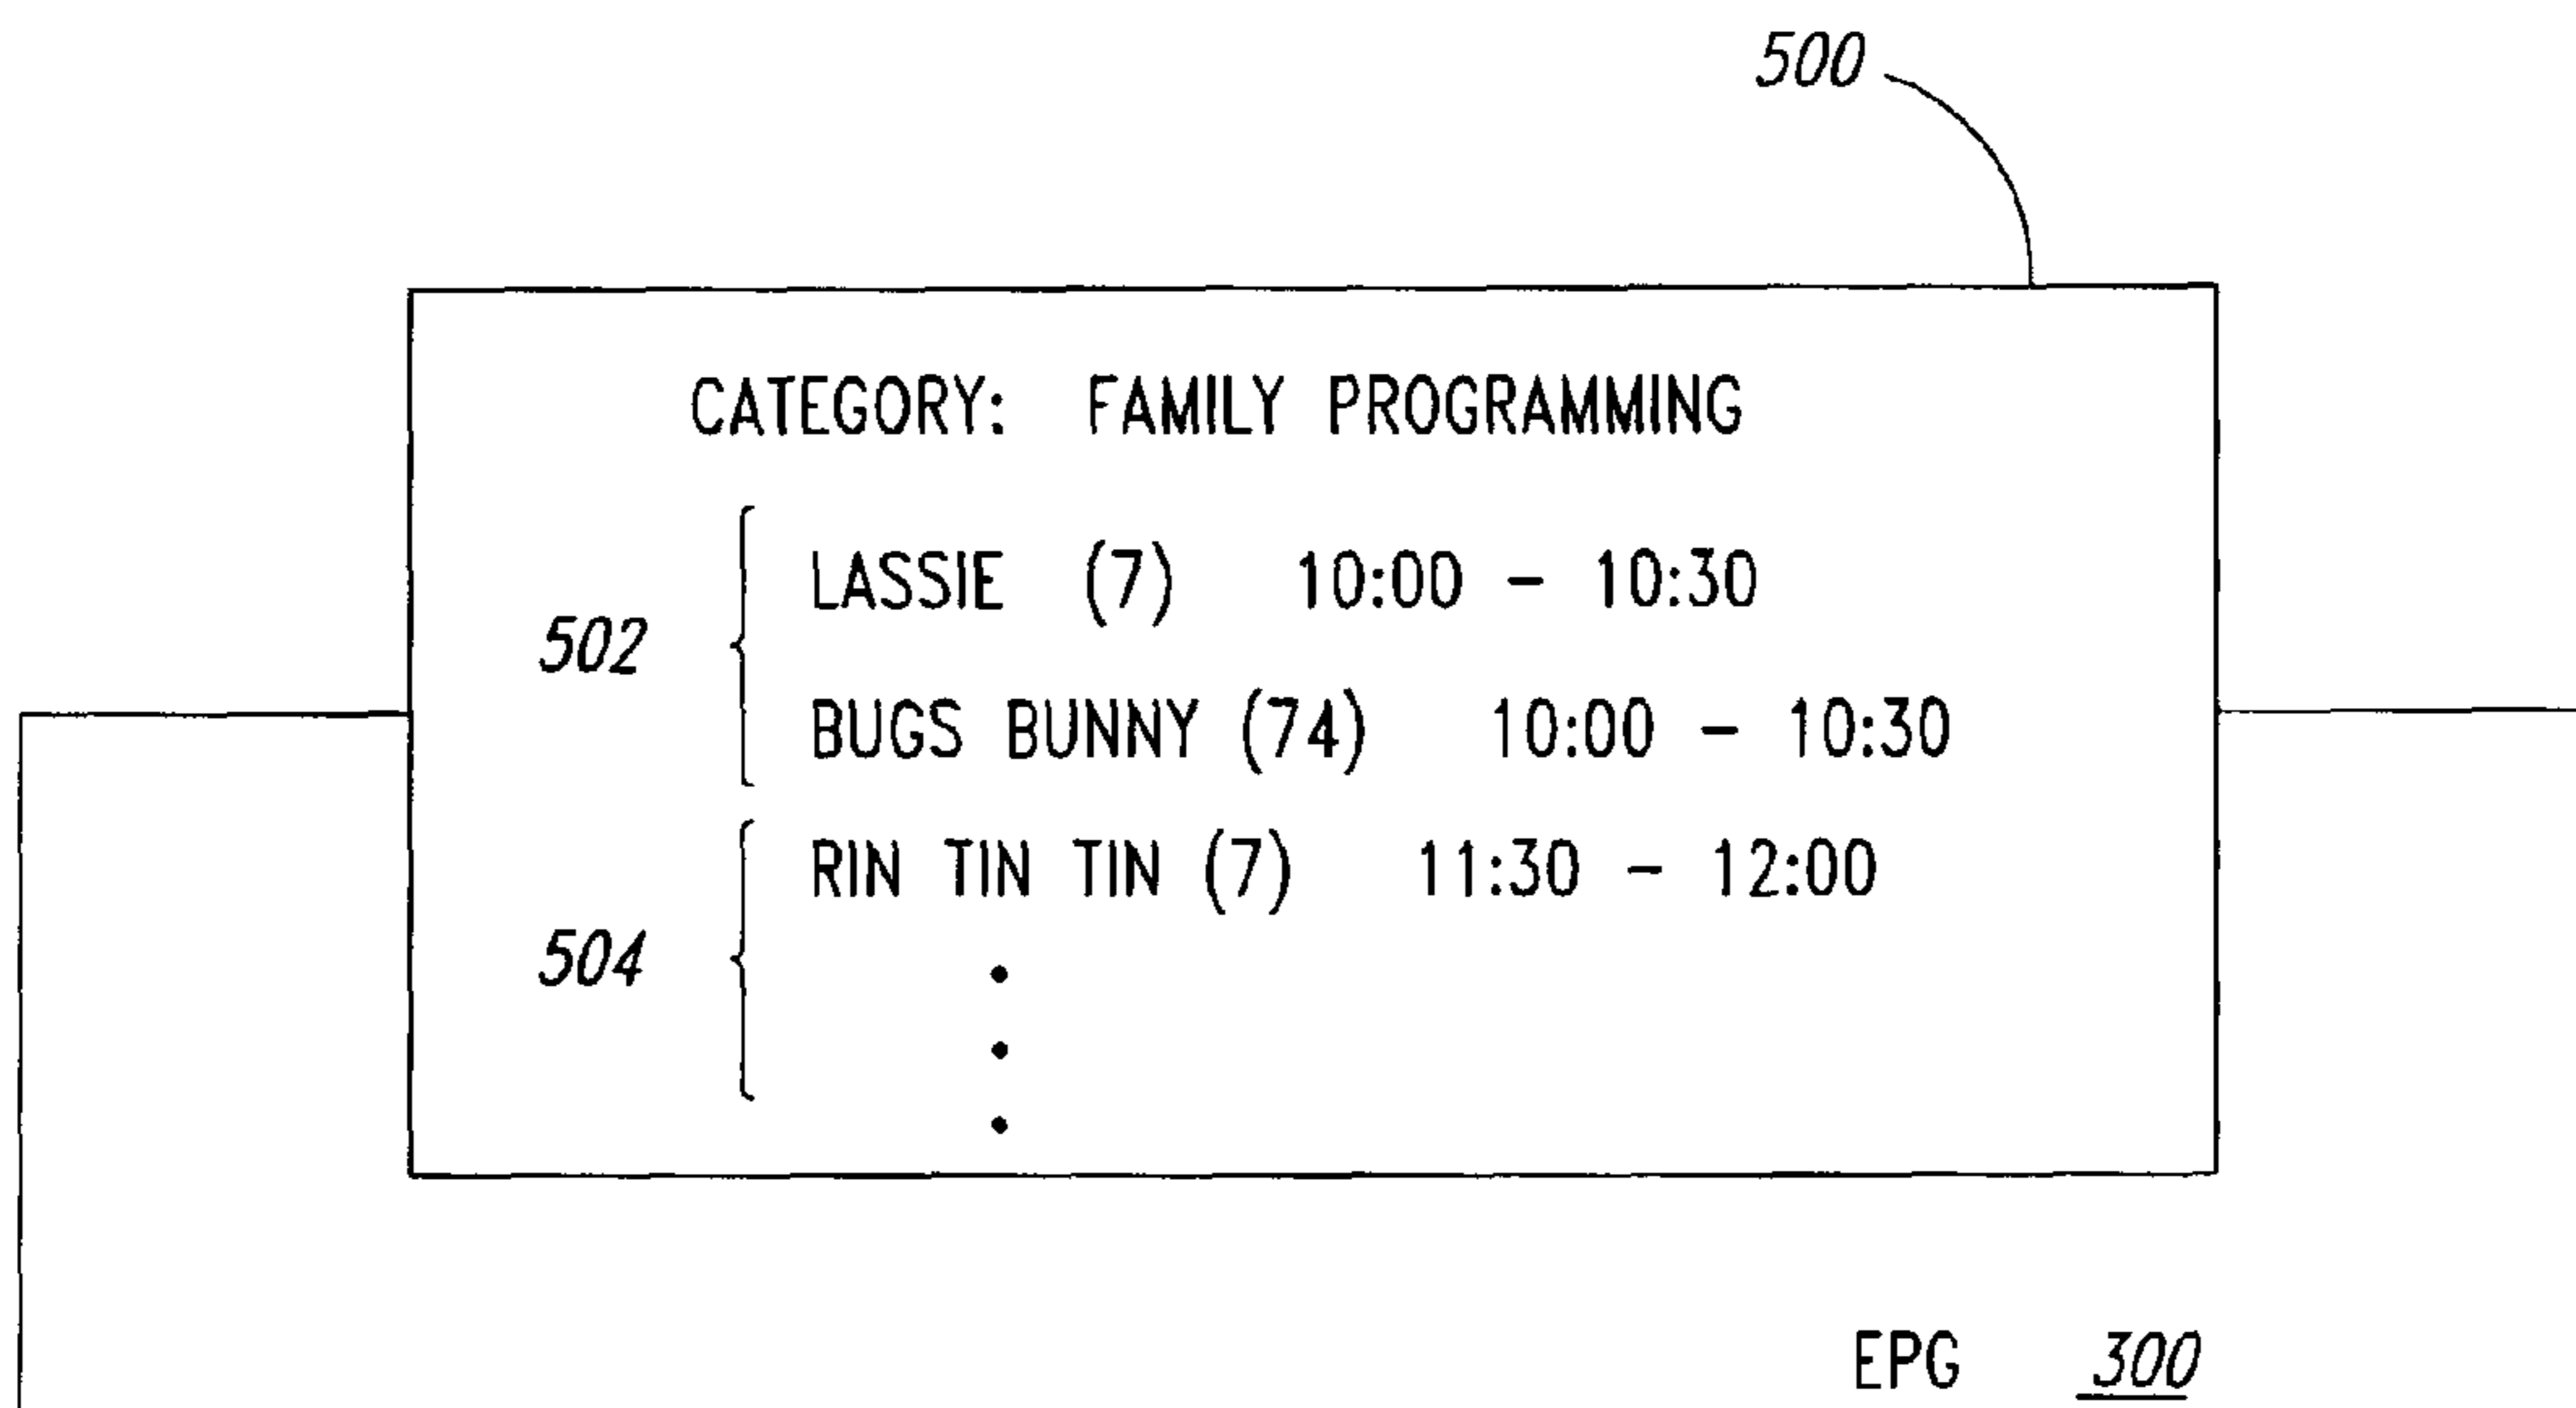 500
CATEGORY: FAMILY PROGRAMMING
LASSIE (7) 10:00 - 10:30
502
BUGS BUNNY (74) 10:00 - 10:30
RIN TIN TIN (7) 11:30 - 12:00
504
EPG 300